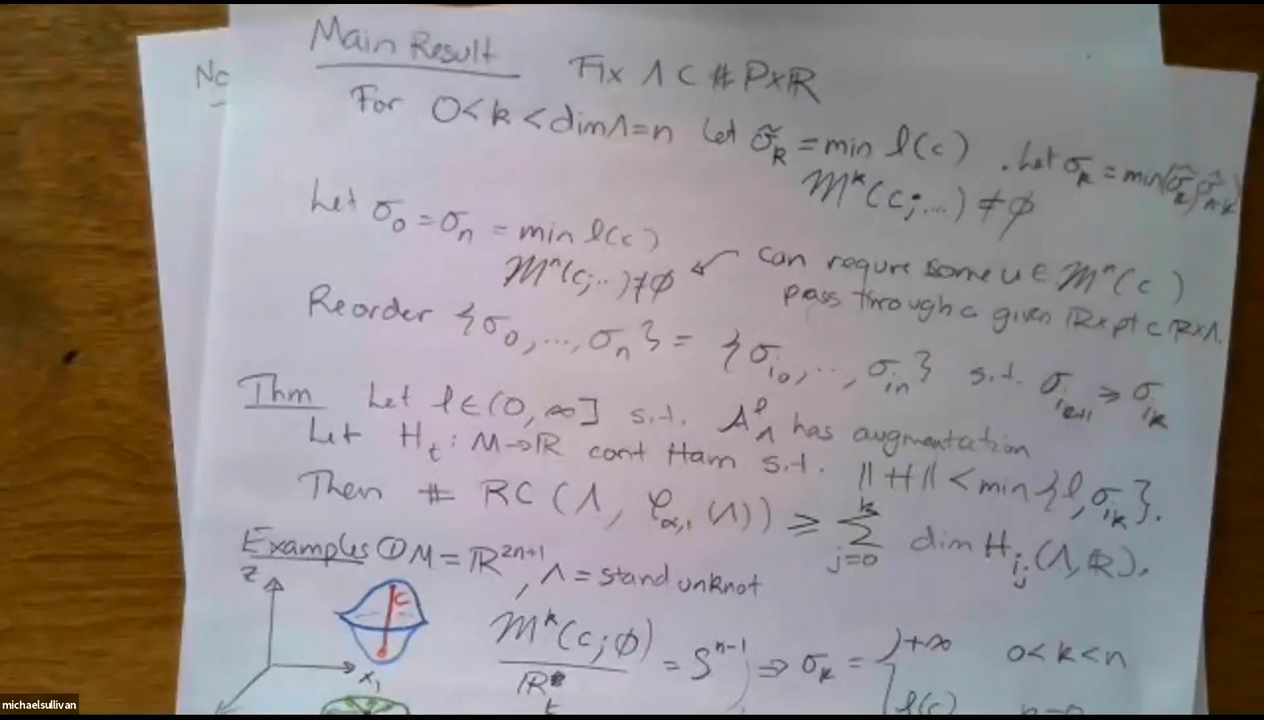 Main Result Fix Λ ⊂ # P×ℝ
No
For 0<k<dimΛ=n Let σ̃_k = min l(c) . Let σ_k = min(σ̃_k, σ̃_{n-k})
𝓜^k(c;...) ≠ ∅
Let σ_0 = σ_n = min l(c)
𝓜^n(c;..) ≠ ∅ ↙ can requre some u ∈ 𝓜^n(c)
pass through a given ℝ×pt ⊂ ℝ×Λ.
Reorder {σ_0,...,σ_n} = {σ_{i_0},...,σ_{i_n}} s.t. σ_{i_{k+1}} ≥ σ_{i_k}
Thm Let l∈(0,∞] s.t. A^l_Λ has augmentation
Let H_t : M→ℝ cont Ham s.t. ||H|| < min{l,σ_{i_k}}.
Then # RC(Λ, φ_{α,1}(Λ)) ≥ Σ_{j=0}^{k} dim H_{i_j}(Λ,ℝ).
Examples ① M=ℝ^{2n+1}, Λ = stand unknot
z
c
x_1
𝓜^k(c;∅) / ℝ = S^{n-1} ⇒ σ_k = { +∞ 0<k<n
l(c)
michaelsullivan